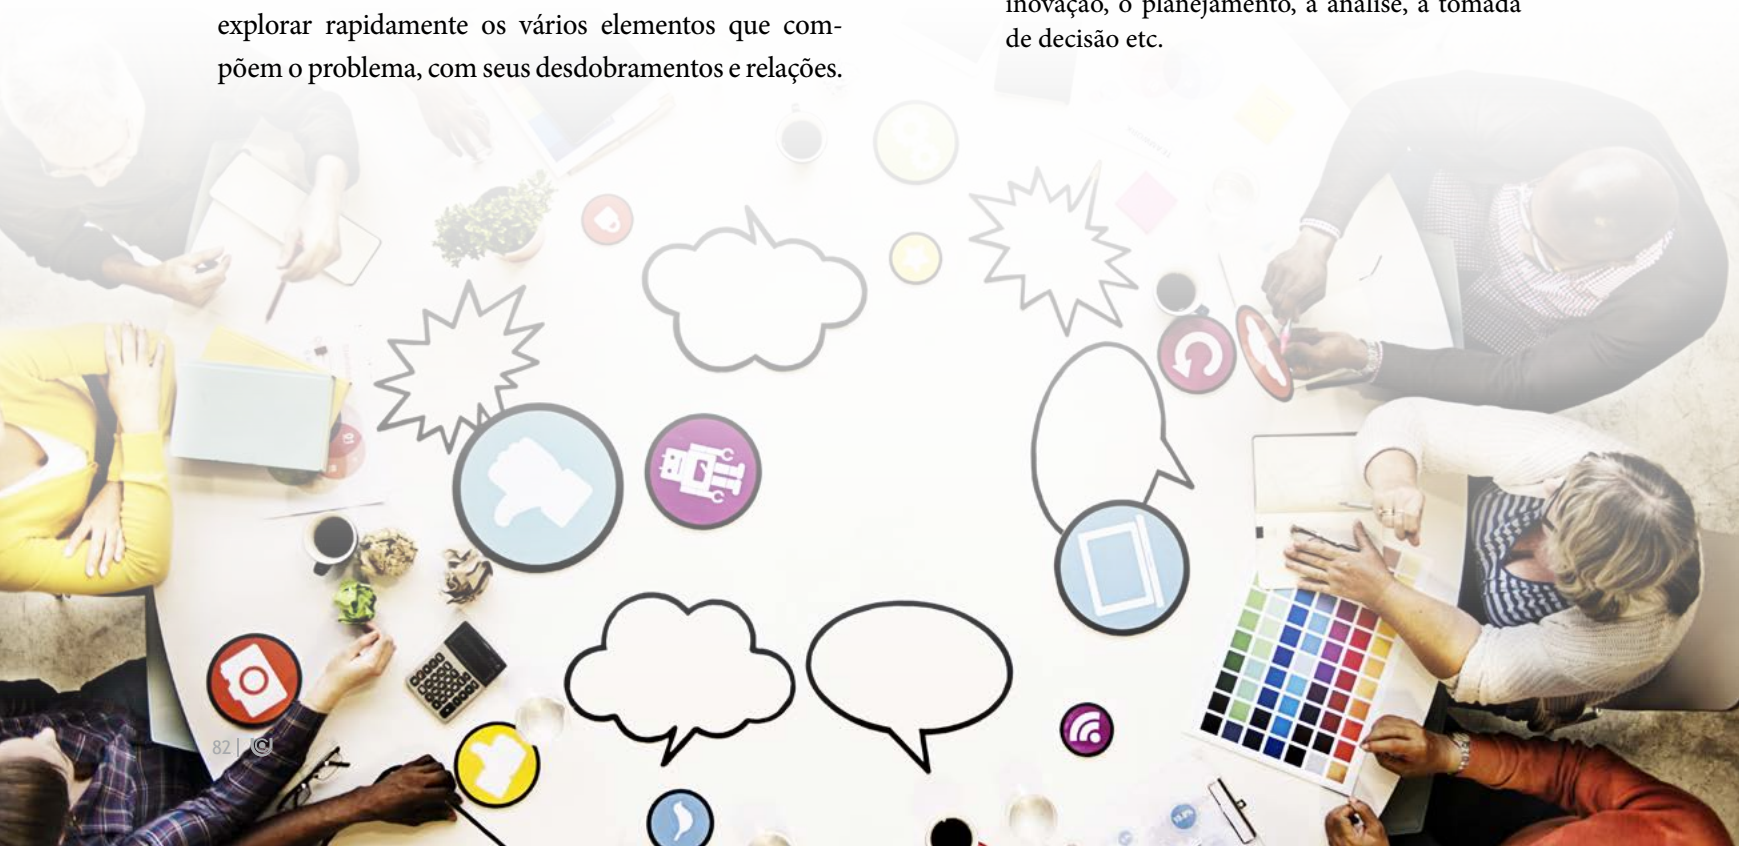 explorar rapidamente os vários elementos que com-
põem o problema, com seus desdobramentos e relações.
inovação, o planejamento, a análise, a tomada
de decisão etc.
82 |